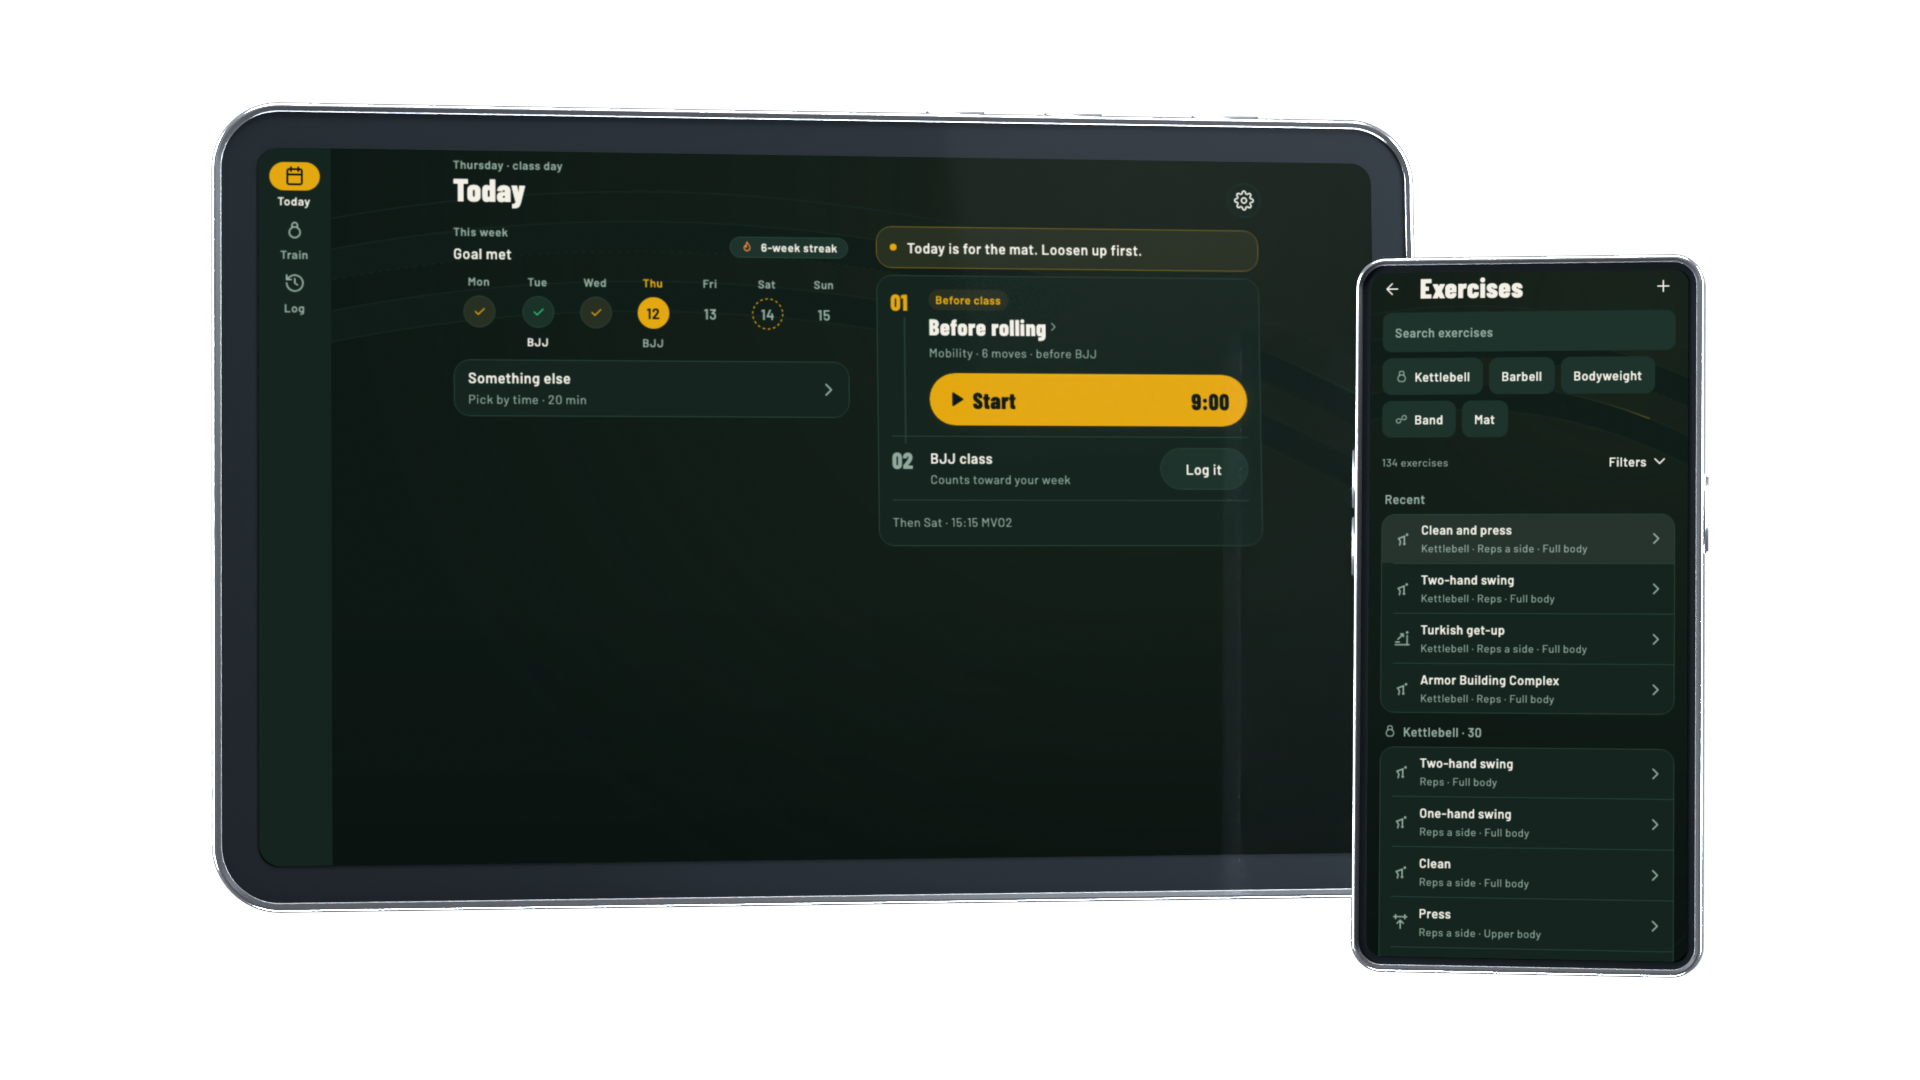 Today
Train
Log
Thursday · class day
Today
This week
Goal met
6-week streak
Mon Tue Wed Thu Fri Sat Sun
12 13 14 15
BJJ BJJ
Something else
Pick by time · 20 min
Today is for the mat. Loosen up first.
01 Before class
Before rolling
Mobility · 6 moves · before BJJ
Start 9:00
02 BJJ class
Counts toward your week
Log it
Then Sat · 15:15 MVO2
Exercises
Search exercises
Kettlebell Barbell Bodyweight
Band Mat
134 exercises Filters
Recent
Clean and press
Kettlebell · Reps a side · Full body
Two-hand swing
Kettlebell · Reps · Full body
Turkish get-up
Kettlebell · Reps a side · Full body
Armor Building Complex
Kettlebell · Reps · Full body
Kettlebell · 30
Two-hand swing
Reps · Full body
One-hand swing
Reps a side · Full body
Clean
Reps a side · Full body
Press
Reps a side · Upper body